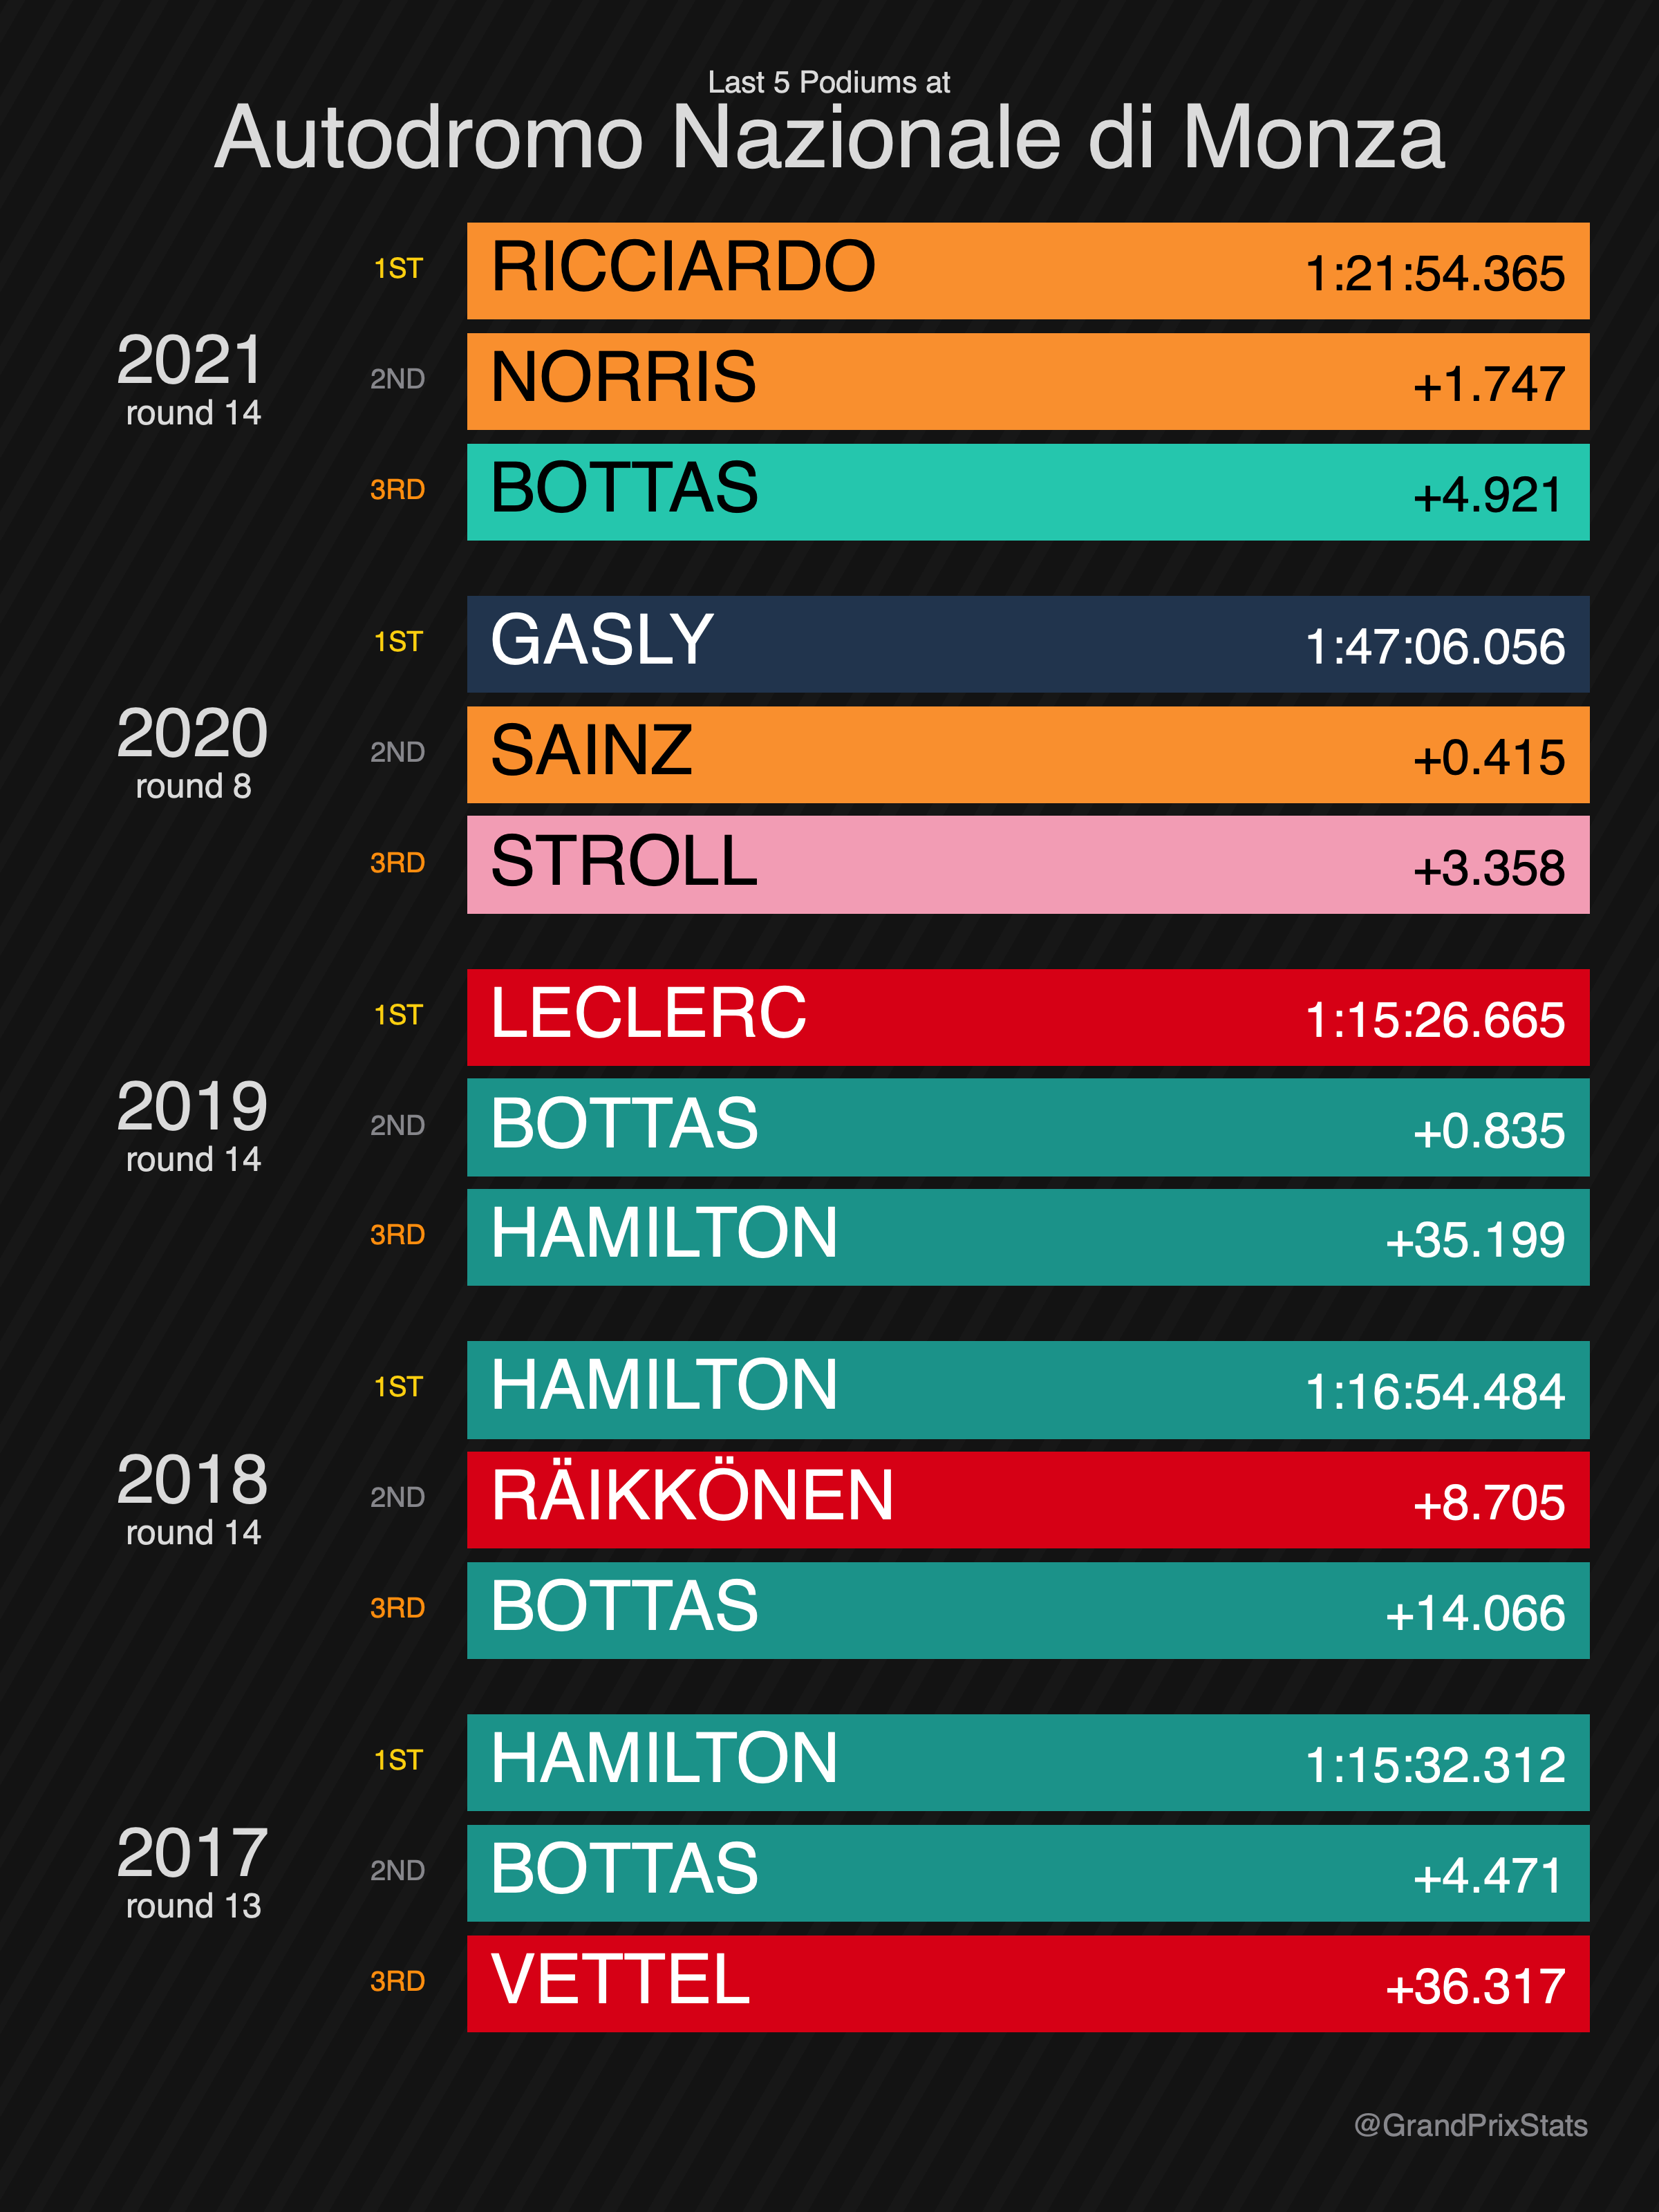 Last 5 Podiums at
Autodromo Nazionale di Monza
2021
round 14
1ST RICCIARDO 1:21:54.365
2ND NORRIS +1.747
3RD BOTTAS +4.921
2020
round 8
1ST GASLY 1:47:06.056
2ND SAINZ +0.415
3RD STROLL +3.358
2019
round 14
1ST LECLERC 1:15:26.665
2ND BOTTAS +0.835
3RD HAMILTON +35.199
2018
round 14
1ST HAMILTON 1:16:54.484
2ND RÄIKKÖNEN +8.705
3RD BOTTAS +14.066
2017
round 13
1ST HAMILTON 1:15:32.312
2ND BOTTAS +4.471
3RD VETTEL +36.317
@GrandPrixStats